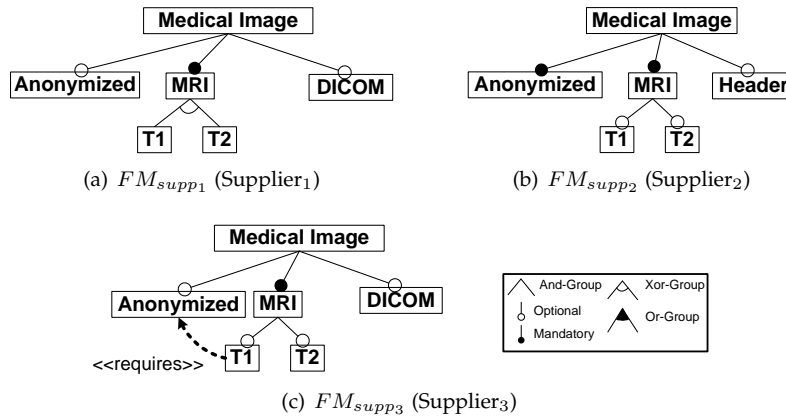 Medical Image
Anonymized MRI DICOM
T1 T2
(a) FM_supp1 (Supplier1)
Medical Image
Anonymized MRI Header
T1 T2
(b) FM_supp2 (Supplier2)
Medical Image
Anonymized MRI DICOM
<<requires>> T1 T2
(c) FM_supp3 (Supplier3)
And-Group Xor-Group
Optional
Or-Group
Mandatory